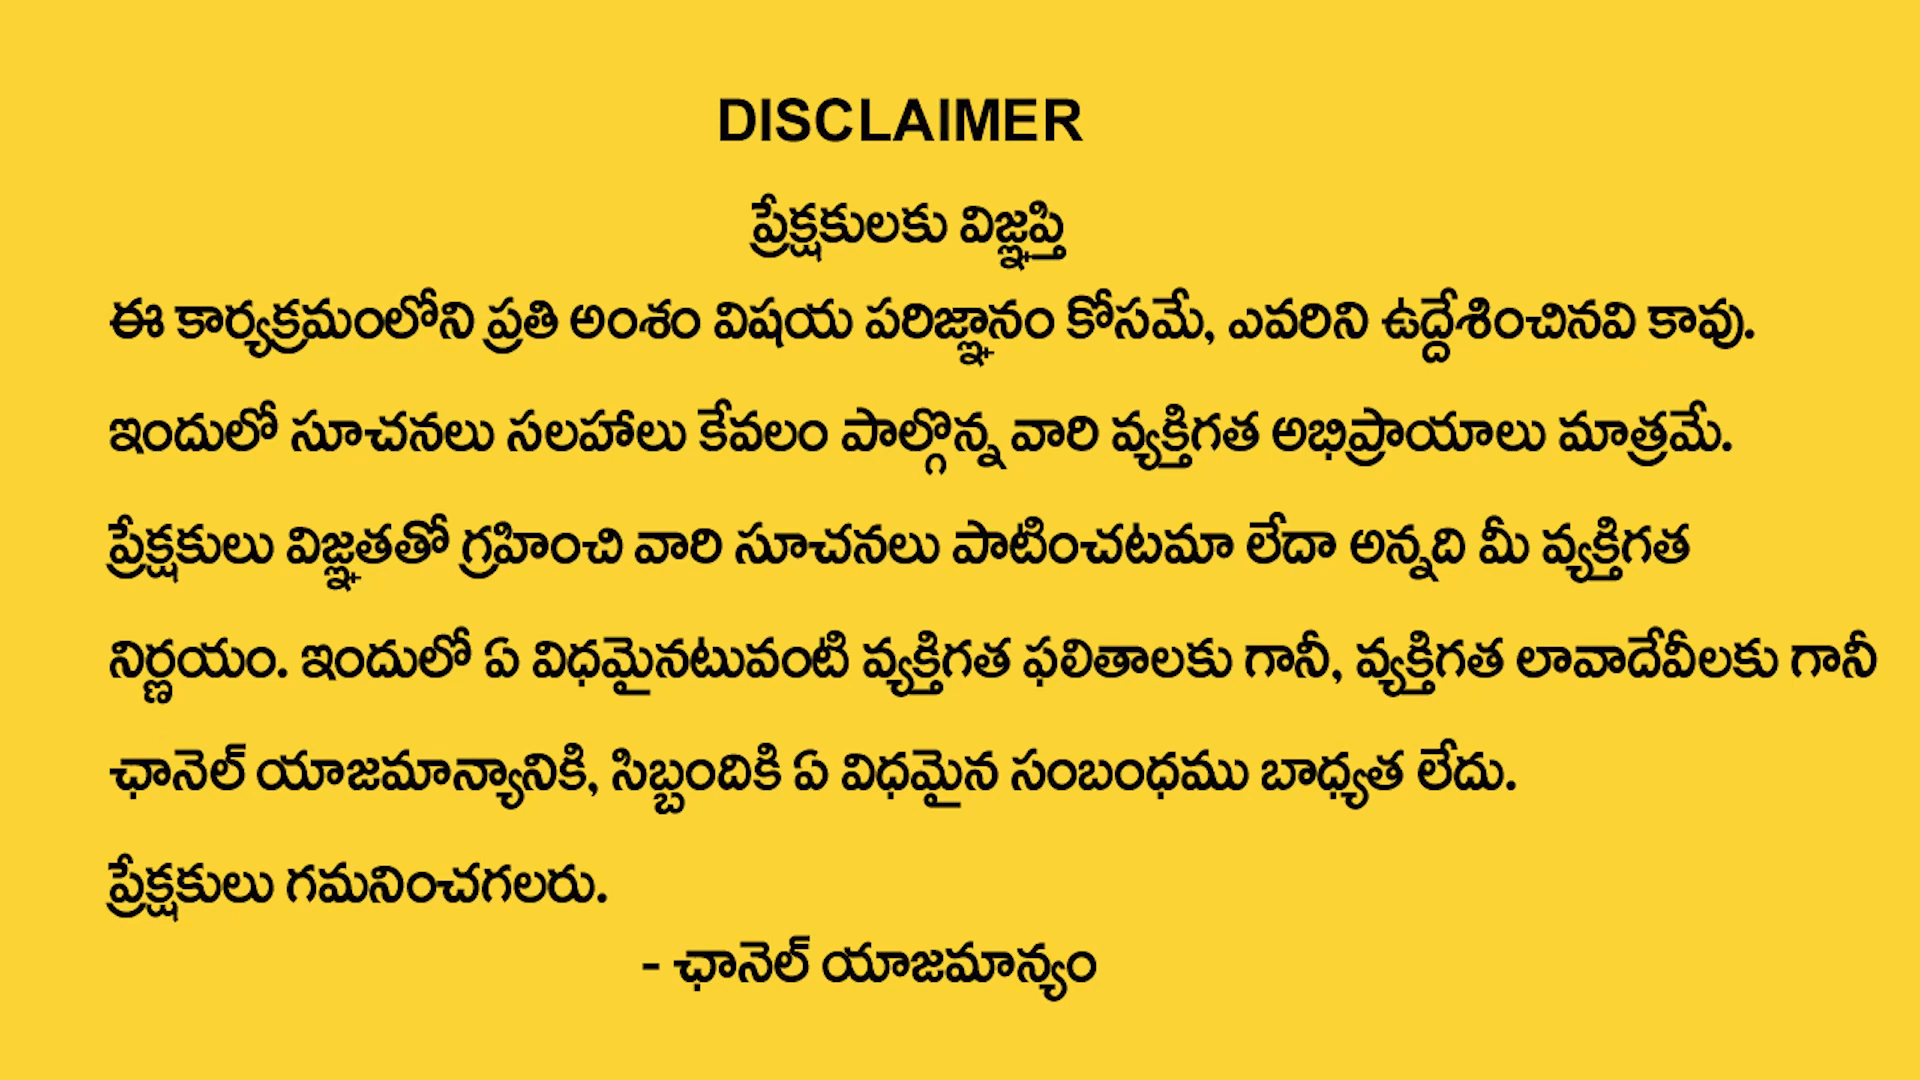 DISCLAIMER
ప్రేక్షకులకు విజ్ఞప్తి
ఈ కార్యక్రమంలోని ప్రతి అంశం విషయ పరిజ్ఞానం కోసమే, ఎవరిని ఉద్దేశించినవి కావు.
ఇందులో సూచనలు సలహాలు కేవలం పాల్గొన్న వారి వ్యక్తిగత అభిప్రాయాలు మాత్రమే.
ప్రేక్షకులు విజ్ఞతతో గ్రహించి వారి సూచనలు పాటించటమా లేదా అన్నది మీ వ్యక్తిగత
నిర్ణయం. ఇందులో ఏ విధమైనటువంటి వ్యక్తిగత ఫలితాలకు గానీ, వ్యక్తిగత లావాదేవీలకు గానీ
ఛానెల్ యాజమాన్యానికి, సిబ్బందికి ఏ విధమైన సంబంధము బాధ్యత లేదు.
ప్రేక్షకులు గమనించగలరు.
- ఛానెల్ యాజమాన్యం